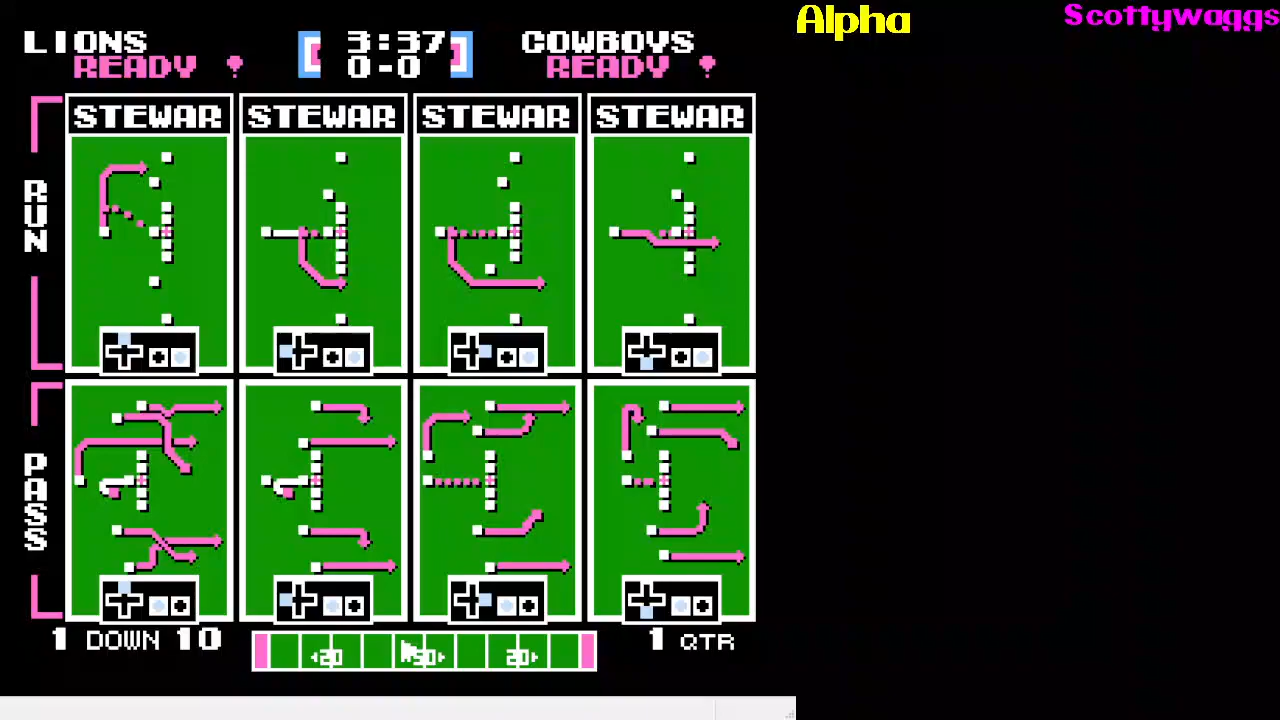 Alpha
Scottywaggs
LIONS 3:37 COWBOYS
READY 0-0 READY
STEWAR STEWAR STEWAR STEWAR
RUN
PASS
1 DOWN 10
20 50 20
1 QTR